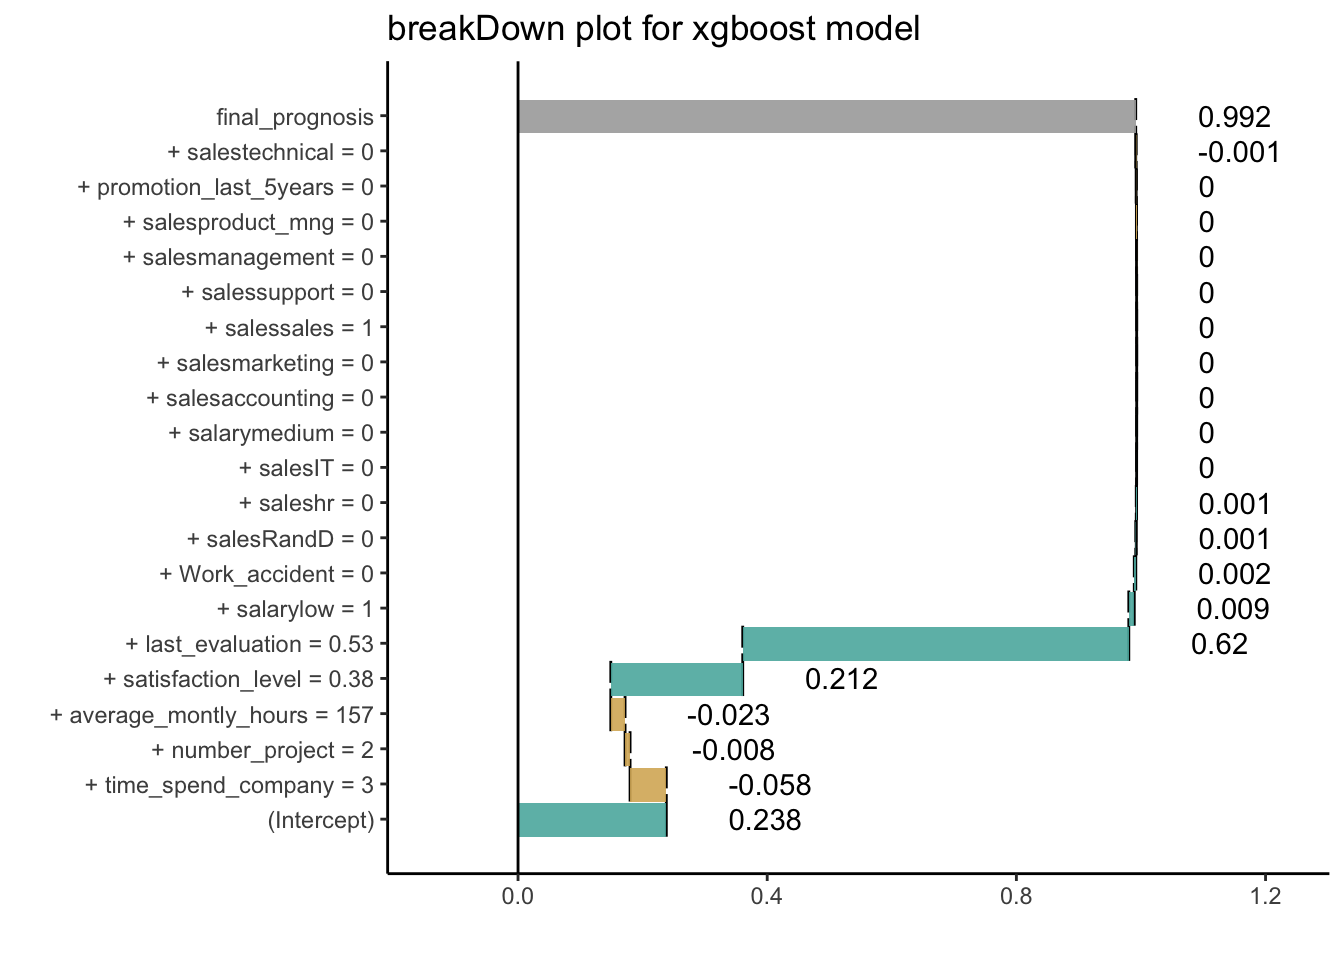 breakDown plot for xgboost model
final_prognosis 0.992
+ salestechnical = 0 -0.001
+ promotion_last_5years = 0 0
+ salesproduct_mng = 0 0
+ salesmanagement = 0 0
+ salessupport = 0 0
+ salessales = 1 0
+ salesmarketing = 0 0
+ salesaccounting = 0 0
+ salarymedium = 0 0
+ salesIT = 0 0
+ saleshr = 0 0.001
+ salesRandD = 0 0.001
+ Work_accident = 0 0.002
+ salarylow = 1 0.009
+ last_evaluation = 0.53 0.62
+ satisfaction_level = 0.38 0.212
+ average_montly_hours = 157 -0.023
+ number_project = 2 -0.008
+ time_spend_company = 3 -0.058
(Intercept) 0.238
0.0 0.4 0.8 1.2